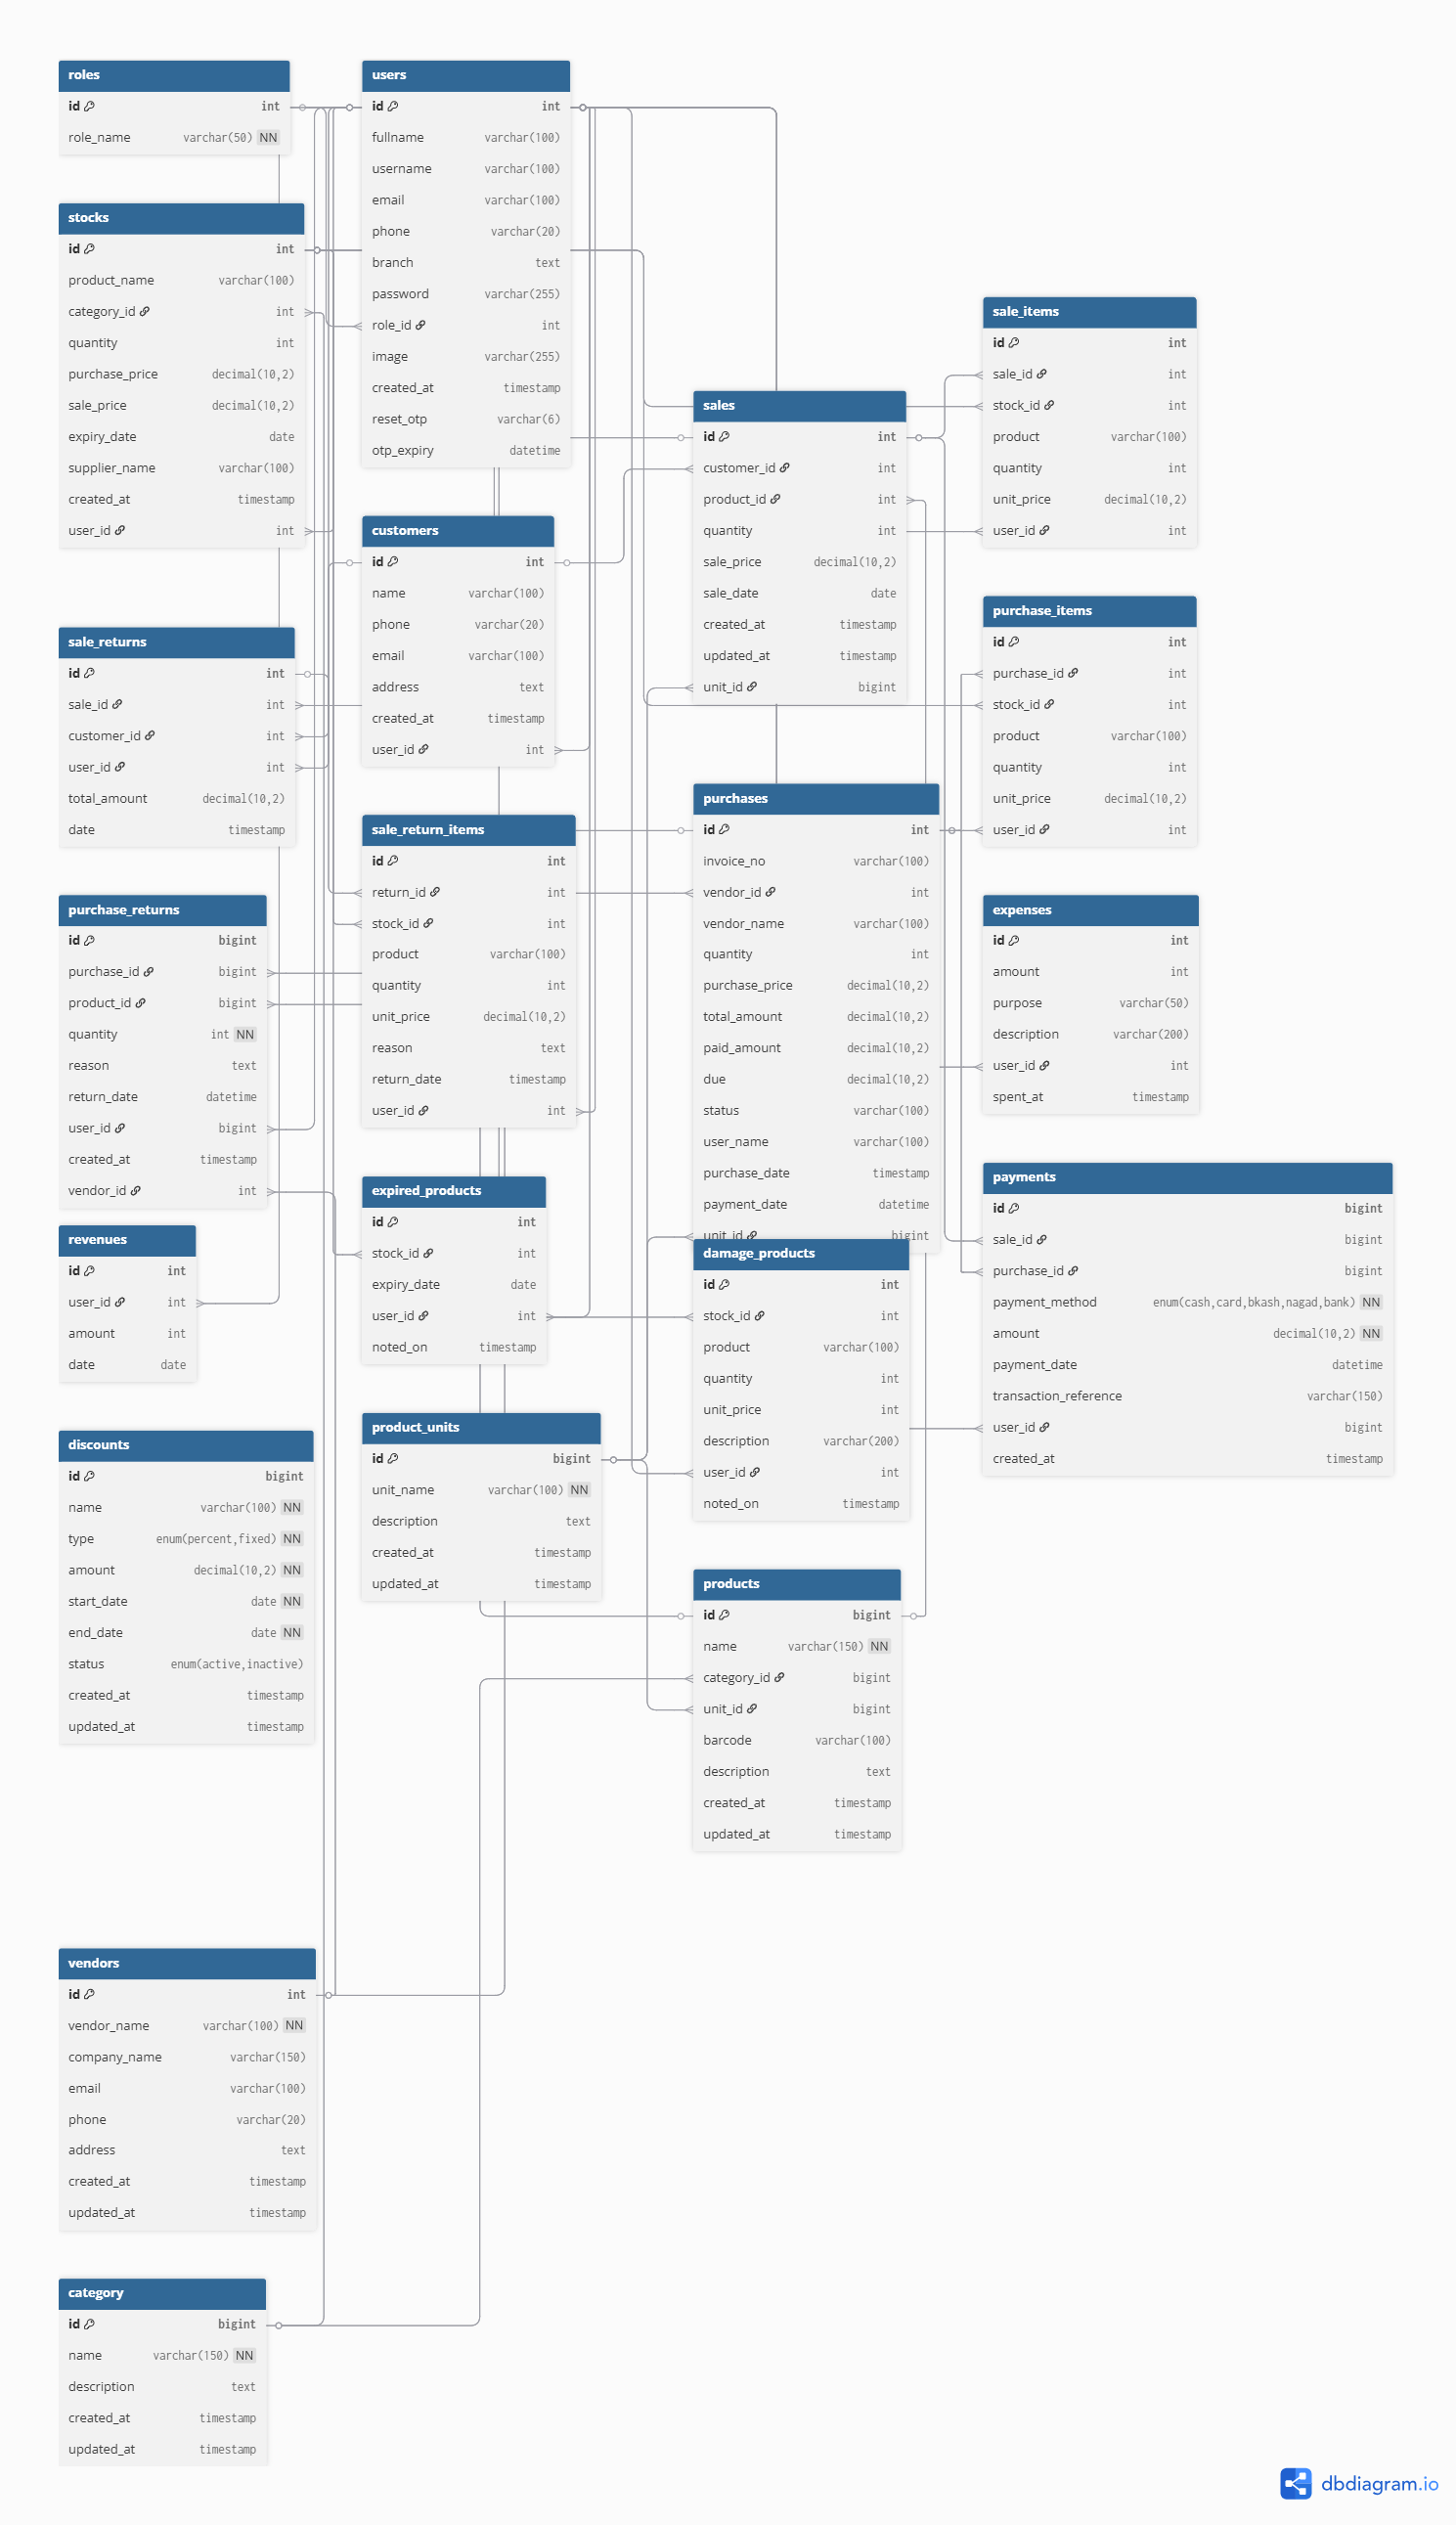 roles
id int
role_name varchar(50) NN
users
id int
fullname varchar(100)
username varchar(100)
email varchar(100)
phone varchar(20)
branch text
password varchar(255)
role_id int
image varchar(255)
created_at timestamp
reset_otp varchar(6)
otp_expiry datetime
stocks
id int
product_name varchar(100)
category_id int
quantity int
purchase_price decimal(10,2)
sale_price decimal(10,2)
expiry_date date
supplier_name varchar(100)
created_at timestamp
user_id int
sale_items
id int
sale_id int
stock_id int
product varchar(100)
quantity int
unit_price decimal(10,2)
user_id int
sales
id int
customer_id int
product_id int
quantity int
sale_price decimal(10,2)
sale_date date
created_at timestamp
updated_at timestamp
unit_id bigint
customers
id int
name varchar(100)
phone varchar(20)
email varchar(100)
address text
created_at timestamp
user_id int
purchase_items
id int
purchase_id int
stock_id int
product varchar(100)
quantity int
unit_price decimal(10,2)
user_id int
sale_returns
id int
sale_id int
customer_id int
user_id int
total_amount decimal(10,2)
date timestamp
purchases
id int
invoice_no varchar(100)
vendor_id int
vendor_name varchar(100)
quantity int
purchase_price decimal(10,2)
total_amount decimal(10,2)
paid_amount decimal(10,2)
due decimal(10,2)
status varchar(100)
user_name varchar(100)
purchase_date timestamp
payment_date datetime
unit_id bigint
sale_return_items
id int
return_id int
stock_id int
product varchar(100)
quantity int
unit_price decimal(10,2)
reason text
return_date timestamp
user_id int
purchase_returns
id bigint
purchase_id bigint
product_id bigint
quantity int NN
reason text
return_date datetime
user_id bigint
created_at timestamp
vendor_id int
expenses
id int
amount int
purpose varchar(50)
description varchar(200)
user_id int
spent_at timestamp
payments
id bigint
sale_id bigint
purchase_id bigint
payment_method enum(cash,card,bkash,nagad,bank) NN
amount decimal(10,2) NN
payment_date datetime
transaction_reference varchar(150)
user_id bigint
created_at timestamp
expired_products
id int
stock_id int
expiry_date date
user_id int
noted_on timestamp
revenues
id int
user_id int
amount int
date date
damage_products
id int
stock_id int
product varchar(100)
quantity int
unit_price int
description varchar(200)
user_id int
noted_on timestamp
product_units
id bigint
unit_name varchar(100) NN
description text
created_at timestamp
updated_at timestamp
discounts
id bigint
name varchar(100) NN
type enum(percent,fixed) NN
amount decimal(10,2) NN
start_date date NN
end_date date NN
status enum(active,inactive)
created_at timestamp
updated_at timestamp
products
id bigint
name varchar(150) NN
category_id bigint
unit_id bigint
barcode varchar(100)
description text
created_at timestamp
updated_at timestamp
vendors
id int
vendor_name varchar(100) NN
company_name varchar(150)
email varchar(100)
phone varchar(20)
address text
created_at timestamp
updated_at timestamp
category
id bigint
name varchar(150) NN
description text
created_at timestamp
updated_at timestamp
dbdiagram.io